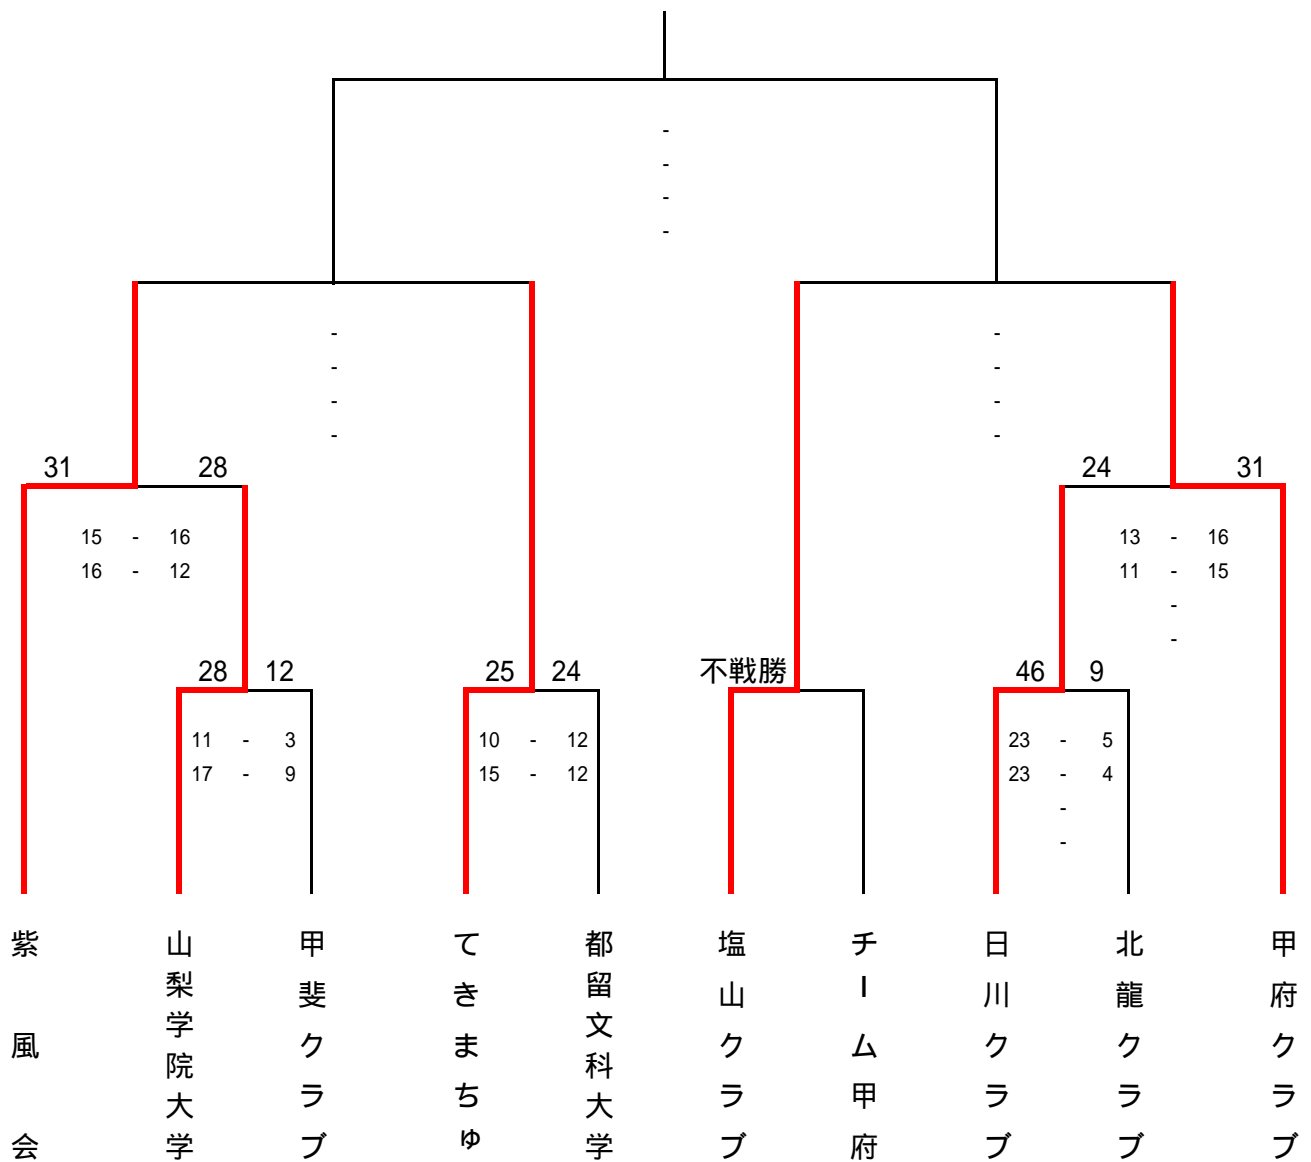 -
-
-
-
- -
- -
- -
- -
31 28 24 31
15 - 16 13 - 16
16 - 12 11 - 15
-
-
28 12 25 24 不戦勝 46 9
11 - 3 10 - 12 23 - 5
17 - 9 15 - 12 23 - 4
-
-
紫風会
山梨学院大学
甲斐クラブ
てきまちゅ
都留文科大学
塩山クラブ
チーム甲府
日川クラブ
北龍クラブ
甲府クラブ